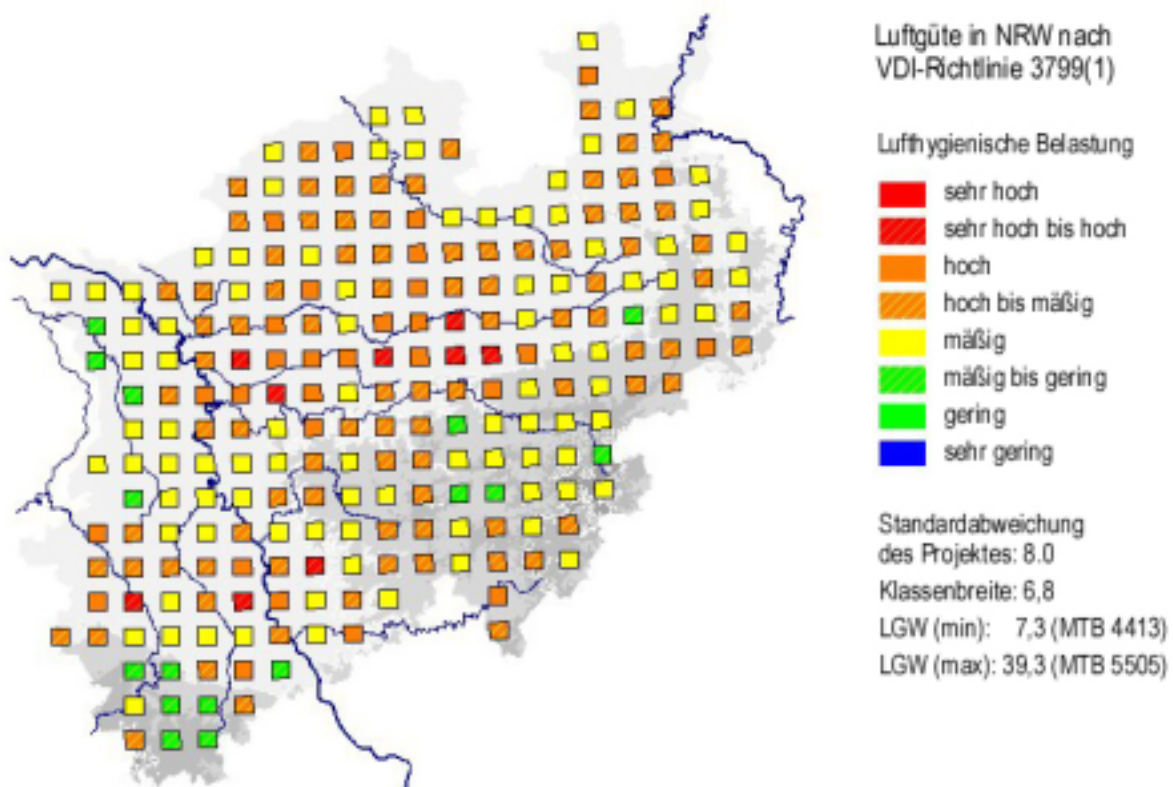 Luftgüte in NRW nach
VDI-Richtlinie 3799(1)
Lufthygienische Belastung
sehr hoch
sehr hoch bis hoch
hoch
hoch bis mäßig
mäßig
mäßig bis gering
gering
sehr gering
Standardabweichung
des Projektes: 8.0
Klassenbreite: 6,8
LGW (min): 7,3 (MTB 4413)
LGW (max): 39,3 (MTB 5505)